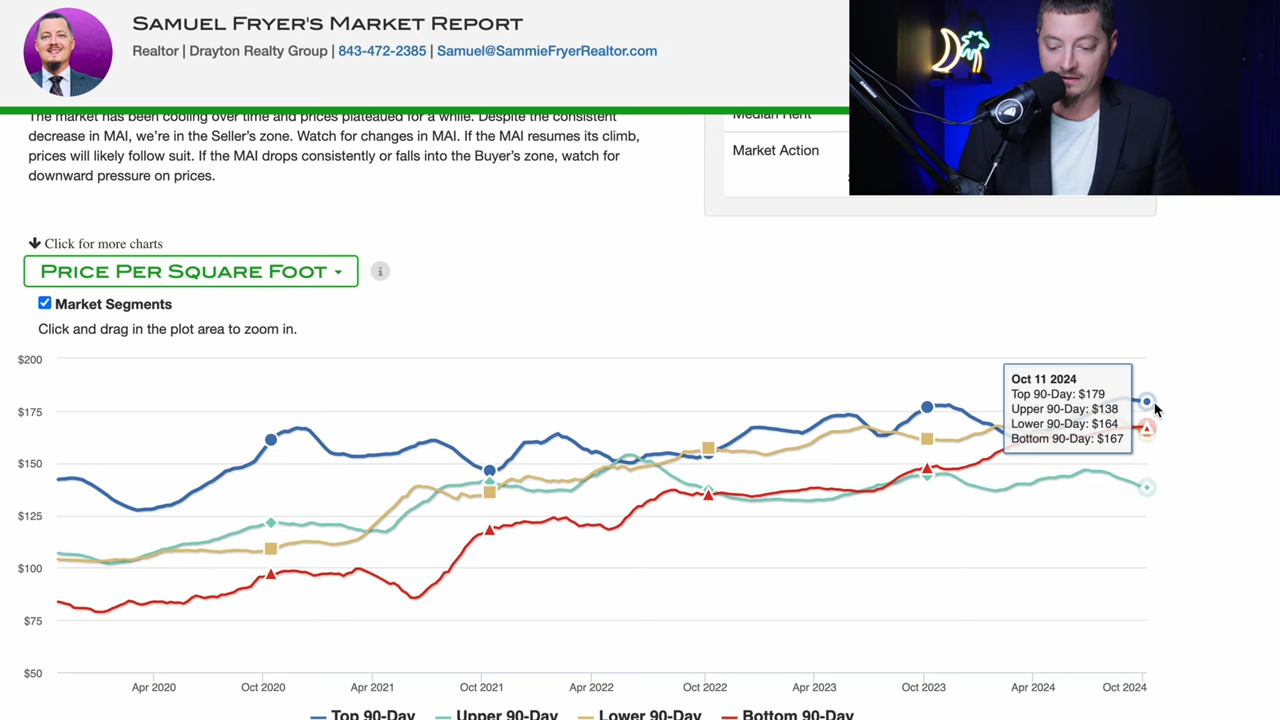 SAMUEL FRYER'S MARKET REPORT
Realtor | Drayton Realty Group | 843-472-2385 | Samuel@SammieFryerRealtor.com
The market has been cooling over time and prices plateaued for a while. Despite the consistent
decrease in MAI, we're in the Seller's zone. Watch for changes in MAI. If the MAI resumes its climb,
prices will likely follow suit. If the MAI drops consistently or falls into the Buyer's zone, watch for
downward pressure on prices.
Median Rent
Market Action
Click for more charts
PRICE PER SQUARE FOOT
i
Market Segments
Click and drag in the plot area to zoom in.
$200
$175
$150
$125
$100
$75
$50
Oct 11 2024
Top 90-Day: $179
Upper 90-Day: $138
Lower 90-Day: $164
Bottom 90-Day: $167
Apr 2020 Oct 2020 Apr 2021 Oct 2021 Apr 2022 Oct 2022 Apr 2023 Oct 2023 Apr 2024 Oct 2024
Top 90-Day Upper 90-Day Lower 90-Day Bottom 90-Day